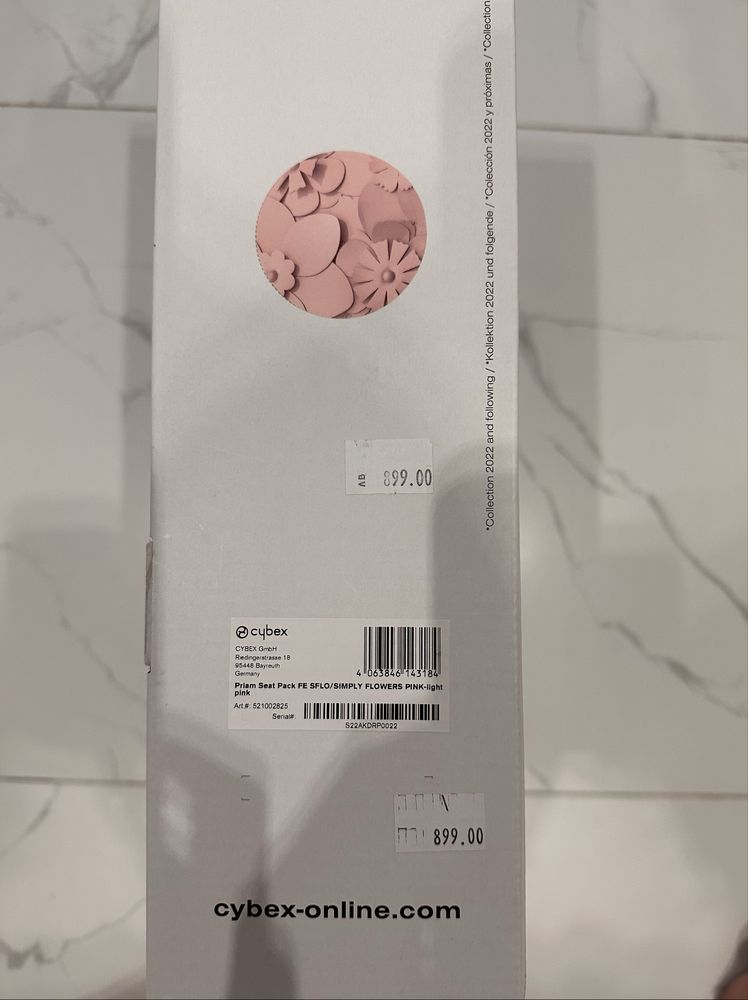 *Collection 2022 and following / *Kollektion 2022 und folgende / *Colección 2022 y próximas / *Collection
AB 899.00
cybex
CYBEX GmbH
Riedingerstrasse 18
95448 Bayreuth
Germany
4 063846 143184
Priam Seat Pack FE SFLO/SIMPLY FLOWERS PINK-light
pink
Art.#: 521002825
Serial#:
S22AKDRP0022
899.00
cybex-online.com